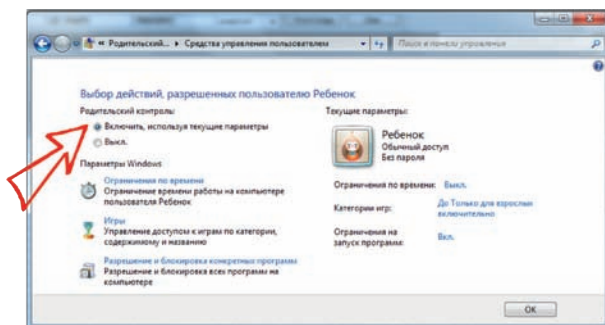 « Родительский... ▸ Средства управления пользователем
Поиск в панели управления
Выбор действий, разрешенных пользователю Ребенок
Родительский контроль:
Включить, используя текущие параметры
Выкл.
Параметры Windows
Ограничения по времени
Ограничение времени работы на компьютере
пользователя Ребенок
Игры
Управление доступом к играм по категории,
содержимому и названию
Разрешение и блокировка конкретных программ
Разрешение и блокировка всех программ на
компьютере
Текущие параметры:
Ребенок
Обычный доступ
Без пароля
Ограничения по времени: Выкл.
Категории игр: До Только для взрослых
включительно
Ограничения на
запуск программ: Вкл.
OK